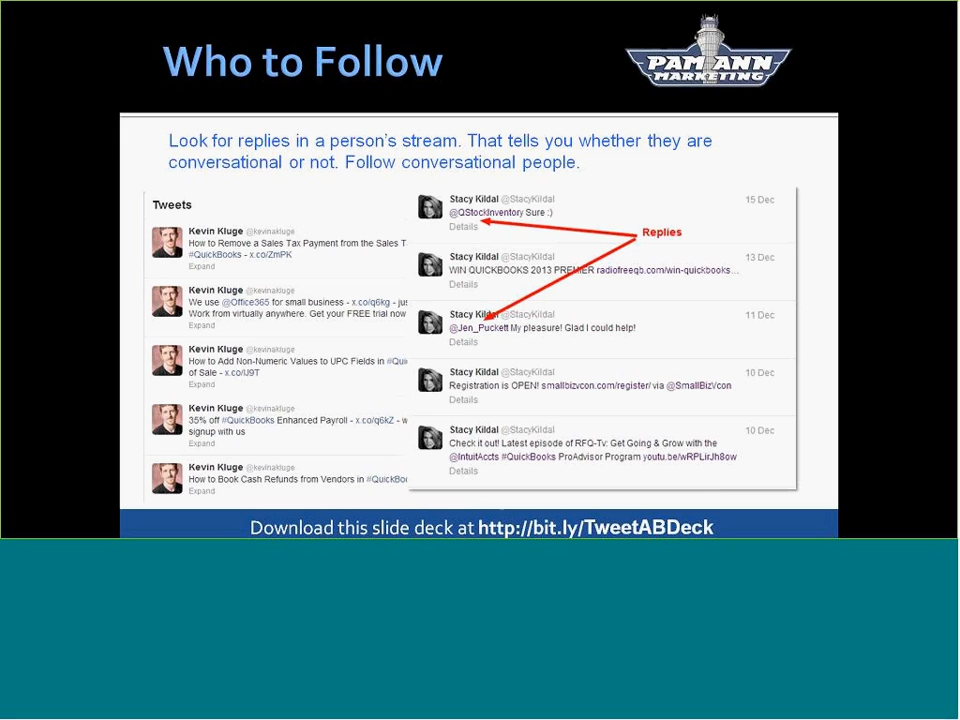 Who to Follow
PAM ANN
MARKETING
Look for replies in a person's stream. That tells you whether they are
conversational or not. Follow conversational people.
Tweets
Kevin Kluge @kevinakluge
How to Remove a Sales Tax Payment from the Sales T
#QuickBooks - x.co/ZmPK
Expand
Kevin Kluge @kevinakluge
We use @Office365 for small business - x.co/q6kg - jus
Work from virtually anywhere. Get your FREE trial now
Expand
Kevin Kluge @kevinakluge
How to Add Non-Numeric Values to UPC Fields in #Qui
of Sale - x.co/IJ9T
Expand
Kevin Kluge @kevinakluge
35% off #QuickBooks Enhanced Payroll - x.co/q6kZ - w
signup with us
Expand
Kevin Kluge @kevinakluge
How to Book Cash Refunds from Vendors in #QuickBoo
Expand
Stacy Kildal @StacyKildal 15 Dec
@QStockInventory Sure :)
Details
Replies
Stacy Kildal @StacyKildal 13 Dec
WIN QUICKBOOKS 2013 PREMIER radiofreeqb.com/win-quickbooks...
Details
Stacy Kildal @StacyKildal 11 Dec
@Jen_Puckett My pleasure! Glad I could help!
Details
Stacy Kildal @StacyKildal 10 Dec
Registration is OPEN! smallbizvcon.com/register/ via @SmallBizVcon
Details
Stacy Kildal @StacyKildal 10 Dec
Check it out! Latest episode of RFQ-Tv: Get Going & Grow with the
@IntuitAccts #QuickBooks ProAdvisor Program youtu.be/wRPLirJh8ow
Details
Download this slide deck at http://bit.ly/TweetABDeck